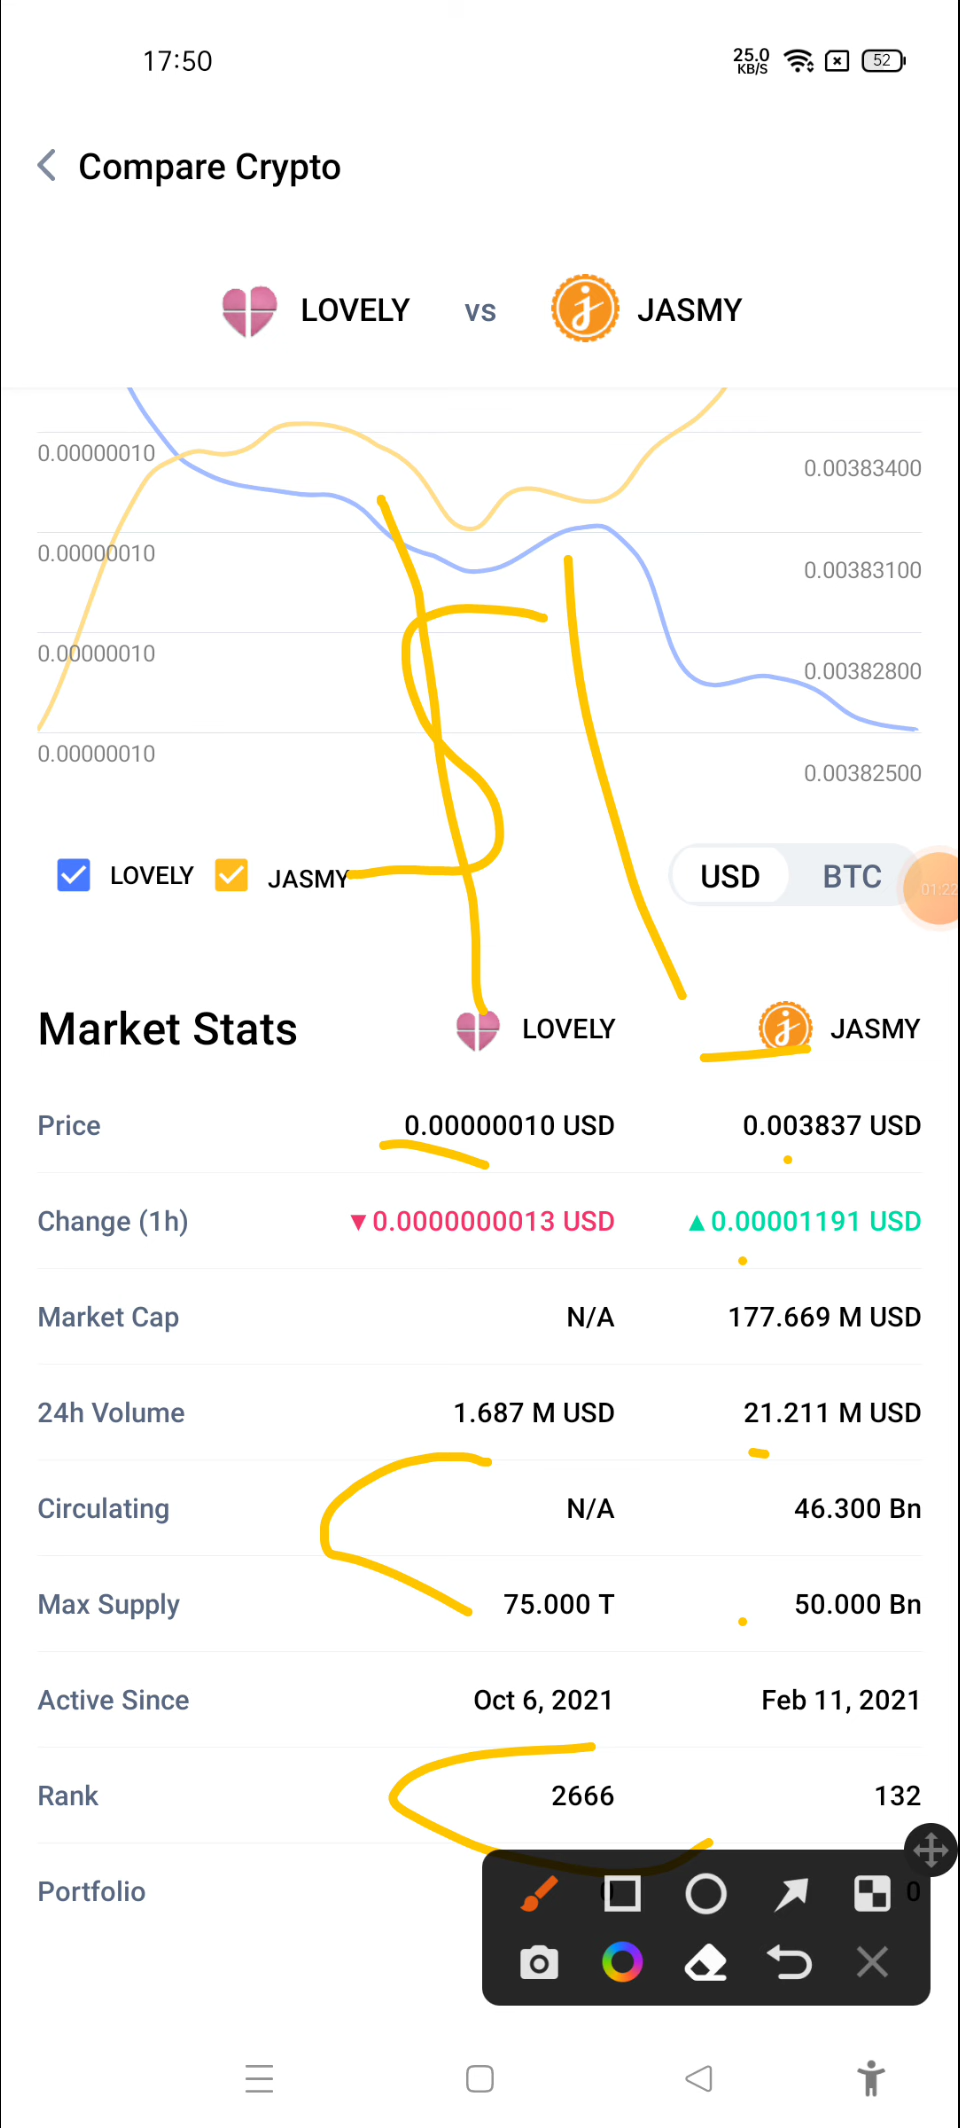 17:50
25.0
KB/S
52
Compare Crypto
LOVELY vs JASMY
0.00000010
0.00383400
0.00000010
0.00383100
0.00000010
0.00382800
0.00000010
0.00382500
LOVELY JASMY USD BTC
01:22
Market Stats LOVELY JASMY
Price 0.00000010 USD 0.003837 USD
Change (1h) ▼0.0000000013 USD ▲0.00001191 USD
Market Cap N/A 177.669 M USD
24h Volume 1.687 M USD 21.211 M USD
Circulating N/A 46.300 Bn
Max Supply 75.000 T 50.000 Bn
Active Since Oct 6, 2021 Feb 11, 2021
Rank 2666 132
Portfolio 0 0